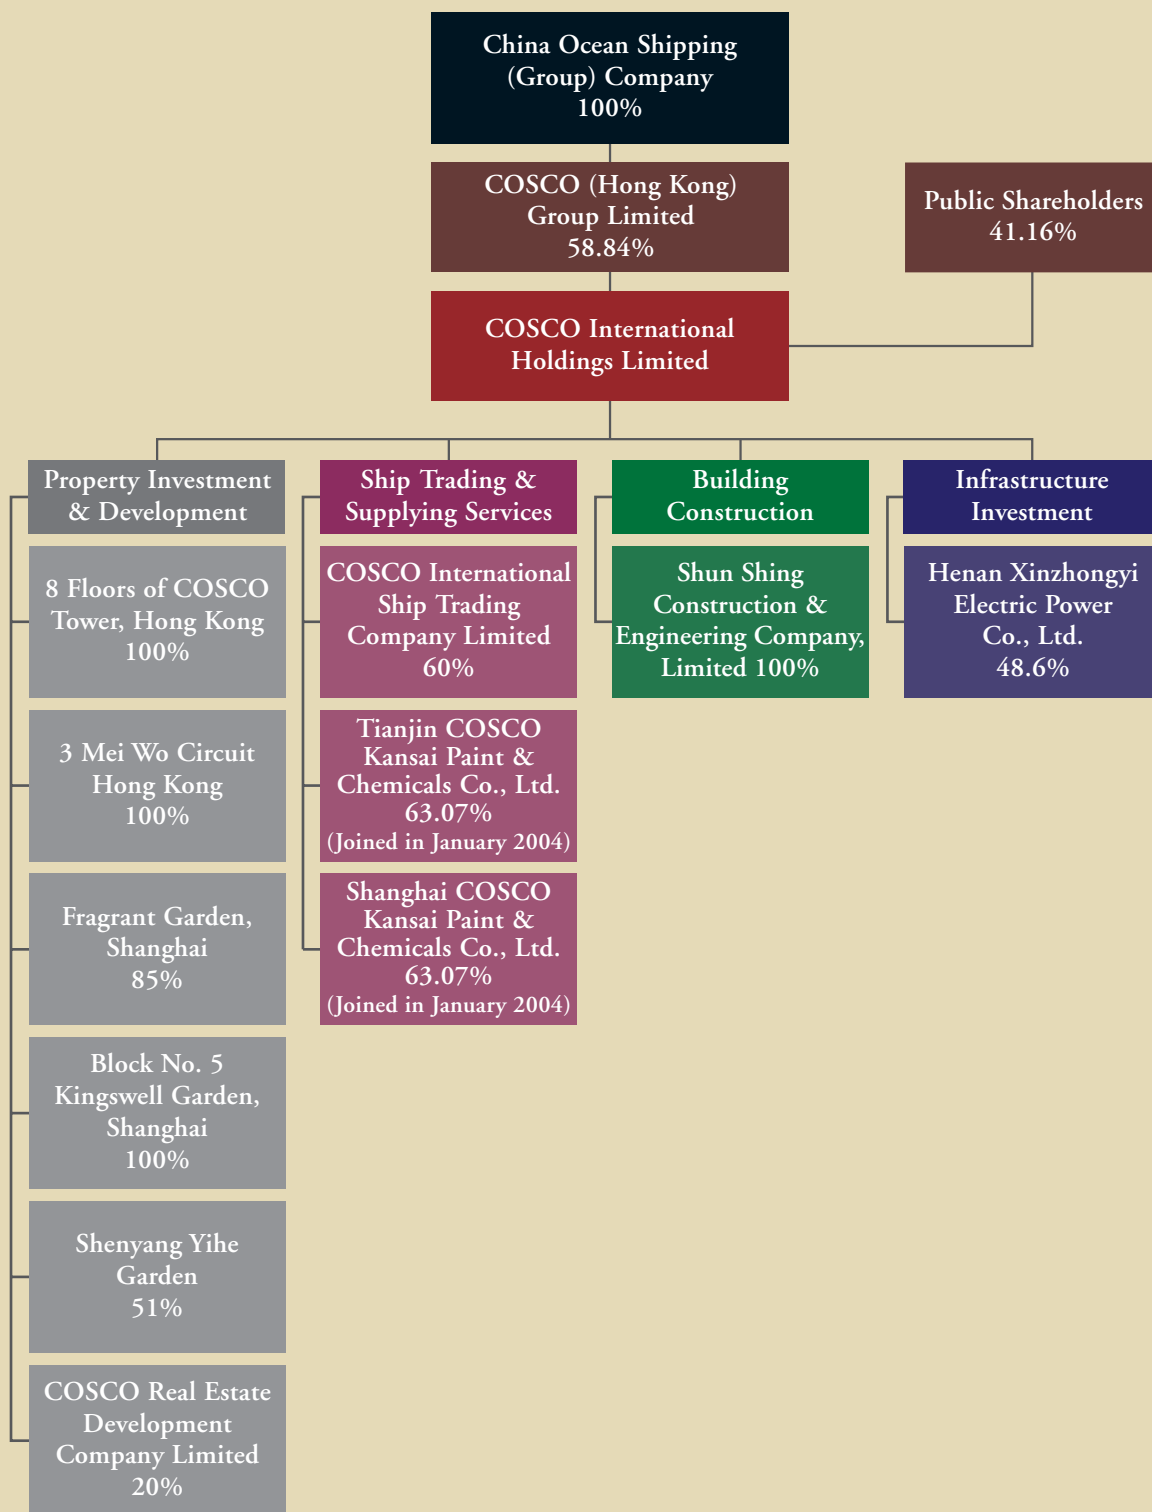 China Ocean Shipping
(Group) Company
100%
COSCO (Hong Kong)
Group Limited
58.84%
Public Shareholders
41.16%
COSCO International
Holdings Limited
Property Investment
& Development
8 Floors of COSCO
Tower, Hong Kong
100%
3 Mei Wo Circuit
Hong Kong
100%
Fragrant Garden,
Shanghai
85%
Block No. 5
Kingswell Garden,
Shanghai
100%
Shenyang Yihe
Garden
51%
COSCO Real Estate
Development
Company Limited
20%
Ship Trading &
Supplying Services
COSCO International
Ship Trading
Company Limited
60%
Tianjin COSCO
Kansai Paint &
Chemicals Co., Ltd.
63.07%
(Joined in January 2004)
Shanghai COSCO
Kansai Paint &
Chemicals Co., Ltd.
63.07%
(Joined in January 2004)
Building
Construction
Shun Shing
Construction &
Engineering Company,
Limited 100%
Infrastructure
Investment
Henan Xinzhongyi
Electric Power
Co., Ltd.
48.6%